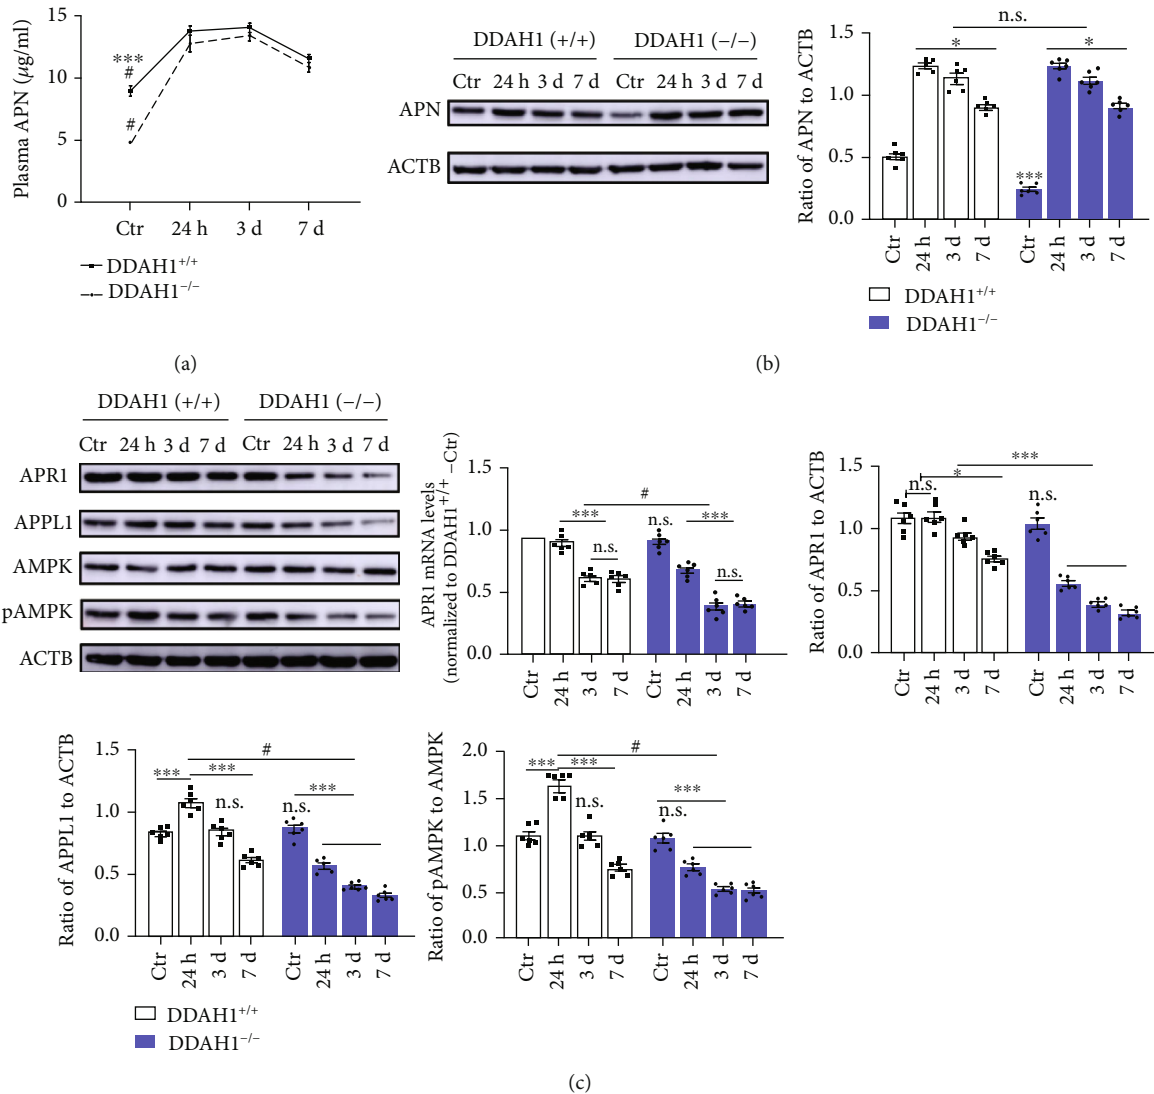 15
10
5
0
Plasma APN (μg/ml)
***
#
#
Ctr 24 h 3 d 7 d
DDAH1+/+
DDAH1−/−
(a)
DDAH1 (+/+) DDAH1 (−/−)
Ctr 24 h 3 d 7 d Ctr 24 h 3 d 7 d
APN
ACTB
Ratio of APN to ACTB
1.5
1.0
0.5
0.0
n.s.
* *
***
Ctr 24 h 3 d 7 d Ctr 24 h 3 d 7 d
DDAH1+/+
DDAH1−/−
(b)
DDAH1 (+/+) DDAH1 (−/−)
Ctr 24 h 3 d 7 d Ctr 24 h 3 d 7 d
APR1
APPL1
AMPK
pAMPK
ACTB
APR1 mRNA levels
(normalized to DDAH1+/+ −Ctr)
1.5
1.0
0.5
0.0
#
*** n.s. ***
n.s. n.s.
Ctr 24 h 3 d 7 d Ctr 24 h 3 d 7 d
Ratio of APR1 to ACTB
1.5
1.0
0.5
0.0
***
*
n.s. n.s.
Ctr 24 h 3 d 7 d Ctr 24 h 3 d 7 d
Ratio of APPL1 to ACTB
1.5
1.0
0.5
0.0
#
*** ***
***
n.s. n.s.
Ctr 24 h 3 d 7 d Ctr 24 h 3 d 7 d
DDAH1+/+
DDAH1−/−
Ratio of pAMPK to AMPK
2.0
1.5
1.0
0.5
0.0
#
*** ***
***
n.s. n.s.
Ctr 24 h 3 d 7 d Ctr 24 h 3 d 7 d
(c)